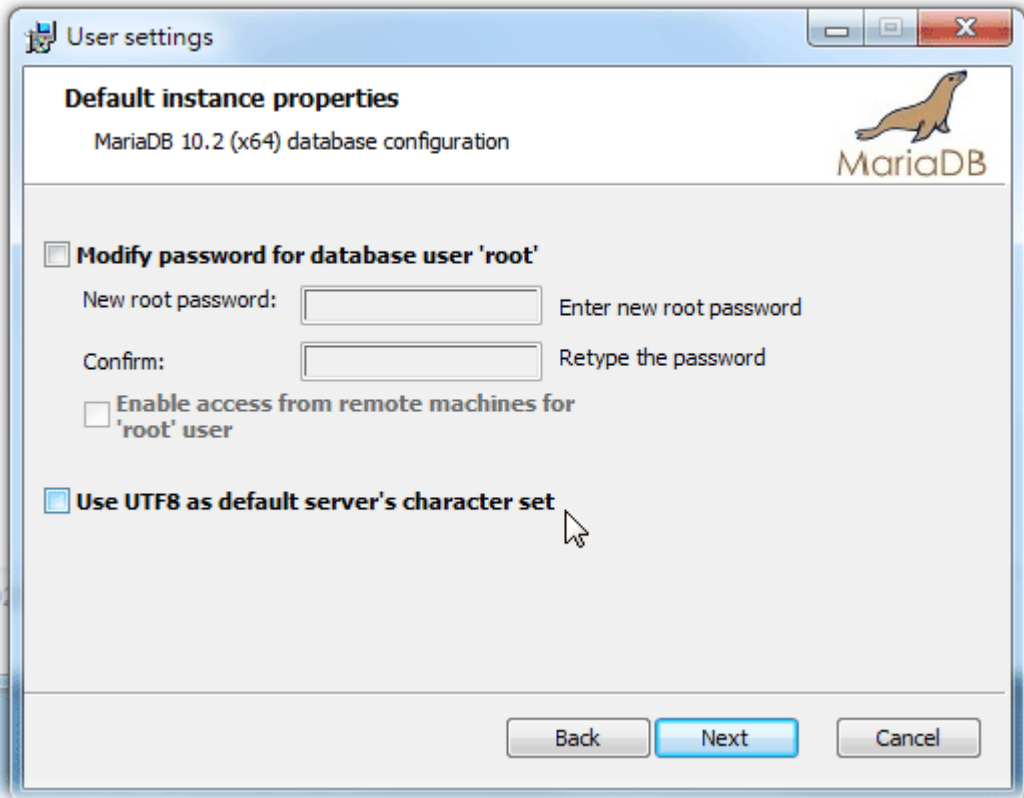 User settings
Default instance properties
MariaDB 10.2 (x64) database configuration
MariaDB
Modify password for database user 'root'
New root password:
Enter new root password
Confirm:
Retype the password
Enable access from remote machines for
'root' user
Use UTF8 as default server's character set
Back
Next
Cancel